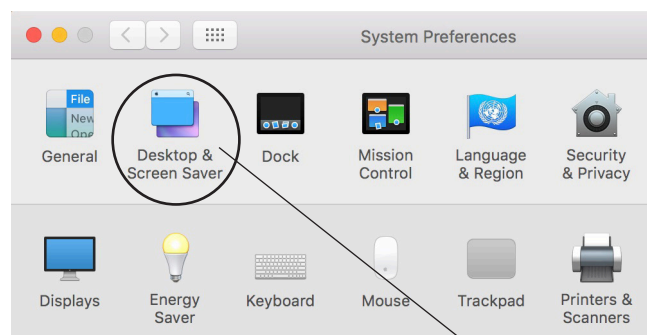 System Preferences
File
New
One
General
Desktop &
Screen Saver
Dock
Mission
Control
Language
& Region
Security
& Privacy
Displays
Energy
Saver
Keyboard
Mouse
Trackpad
Printers &
Scanners